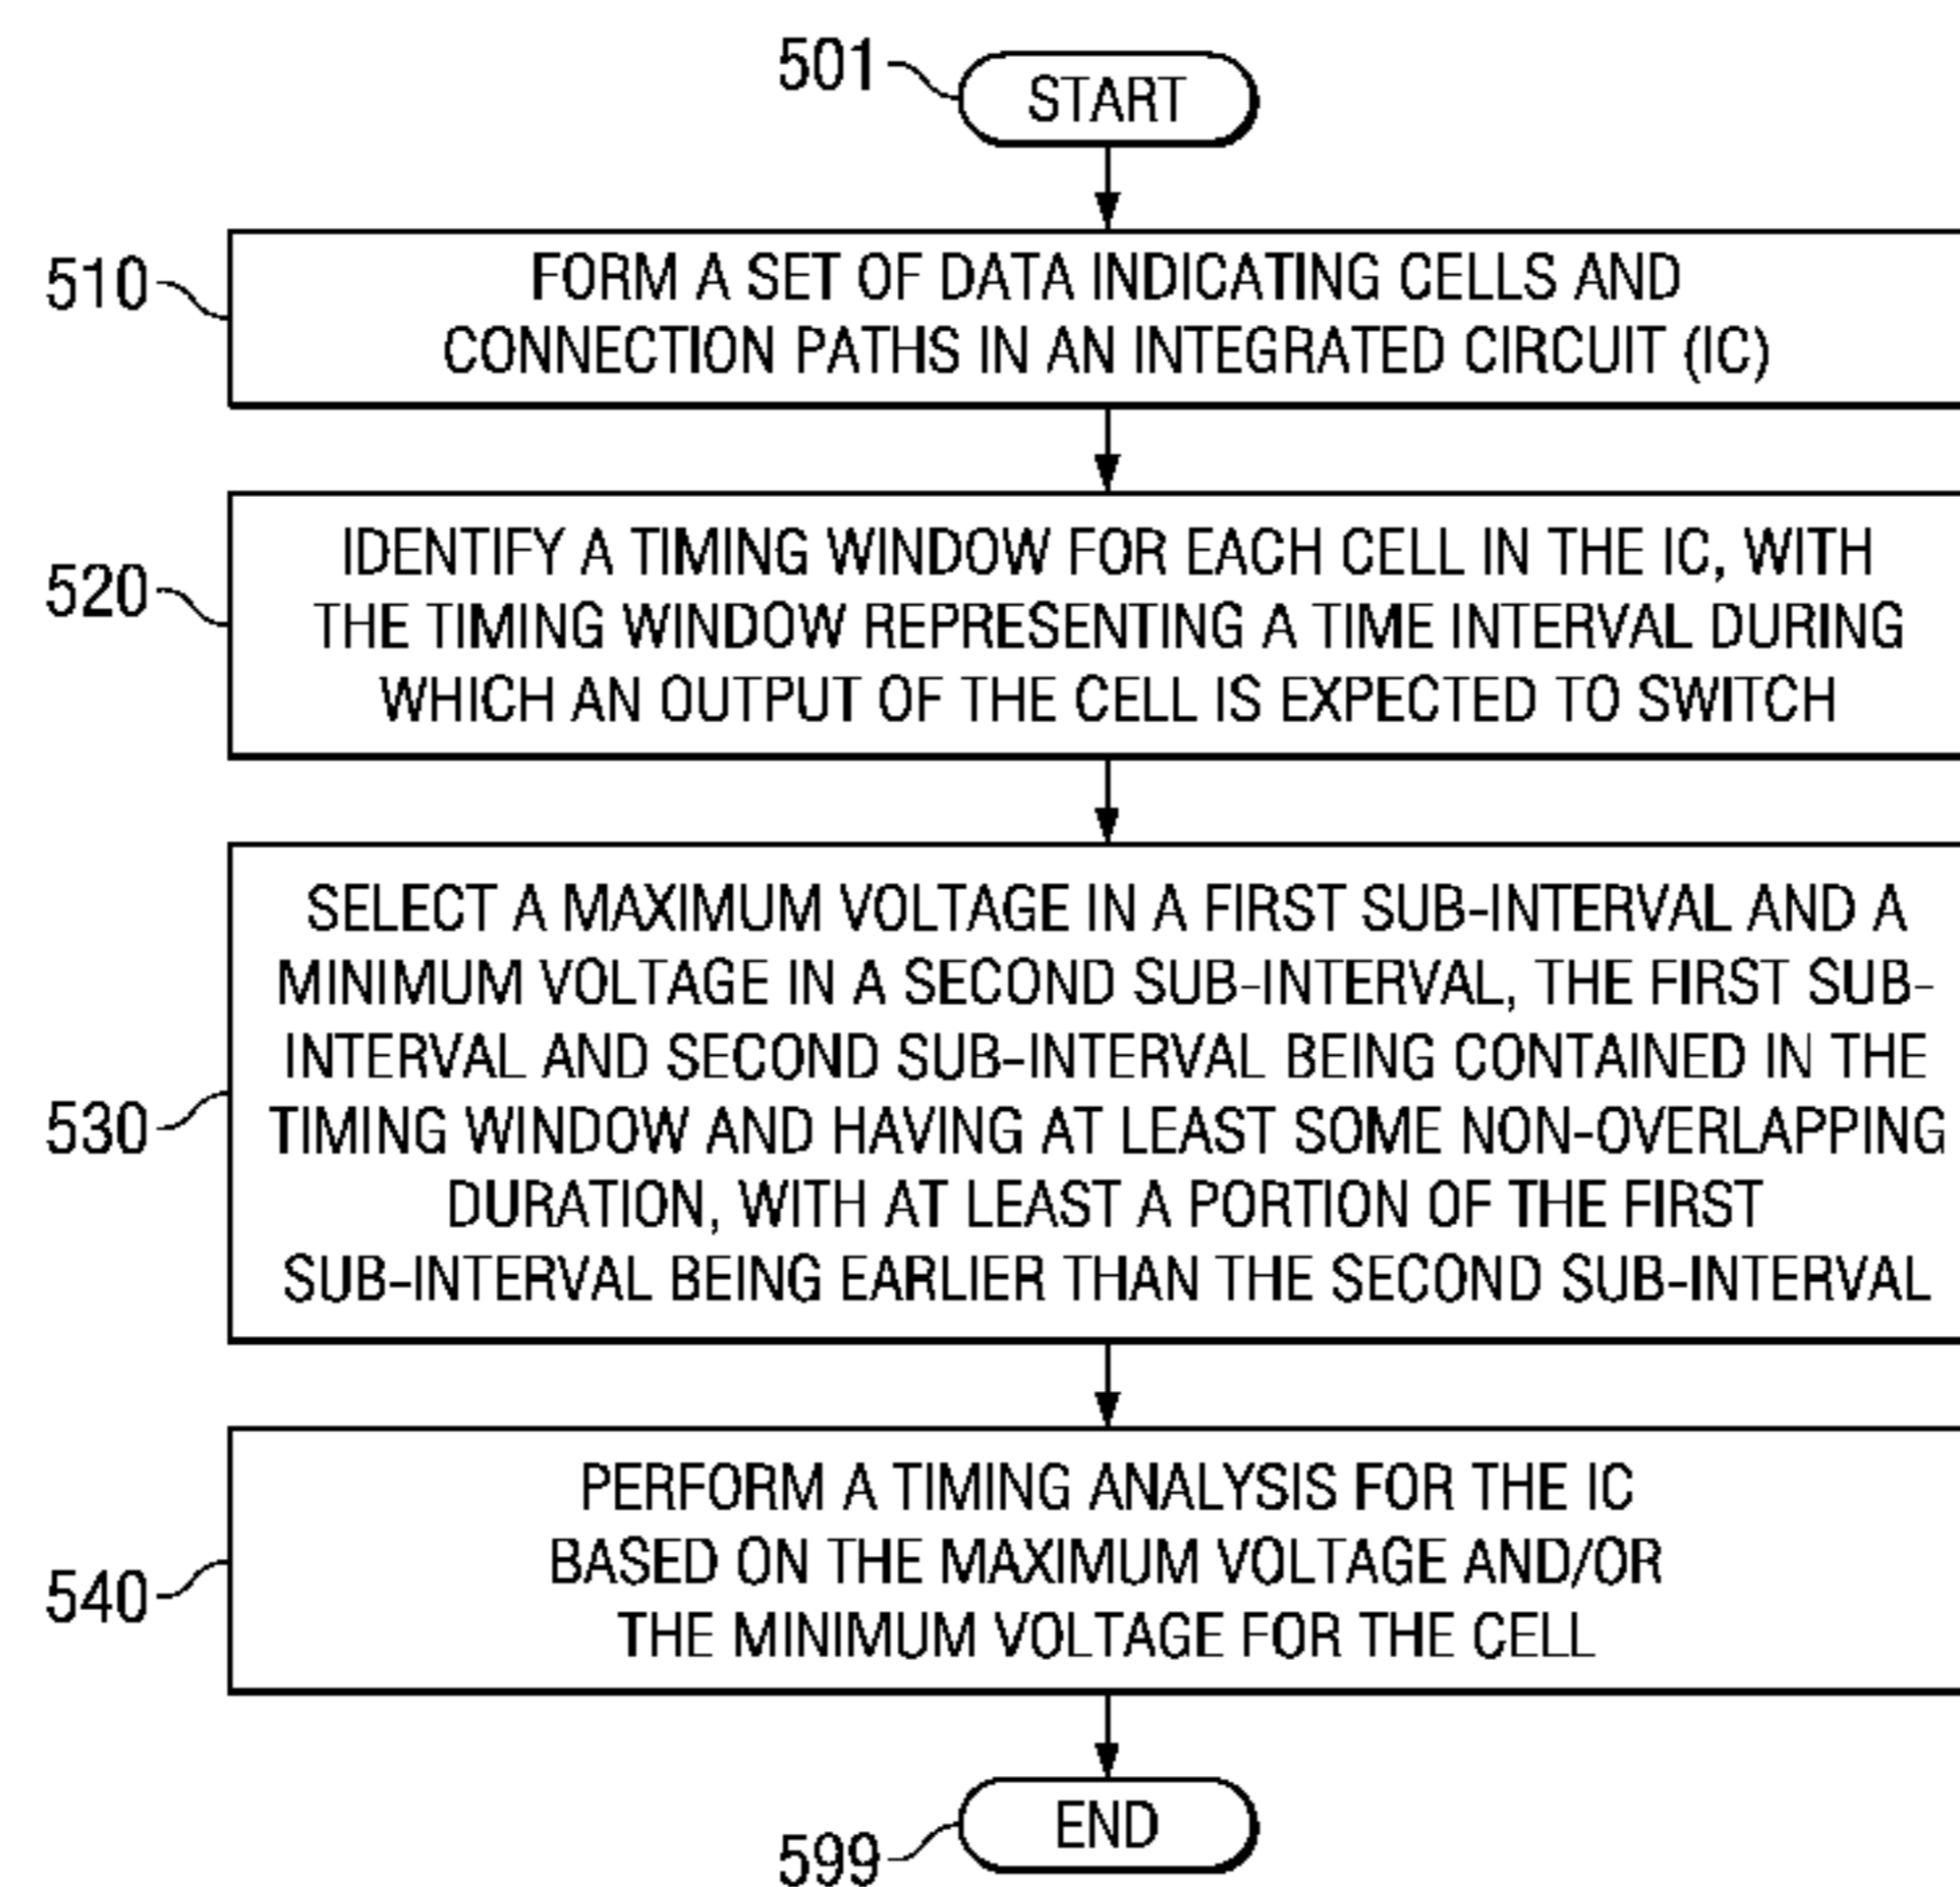 501
START
510
FORM A SET OF DATA INDICATING CELLS AND
CONNECTION PATHS IN AN INTEGRATED CIRCUIT (IC)
520
IDENTIFY A TIMING WINDOW FOR EACH CELL IN THE IC, WITH
THE TIMING WINDOW REPRESENTING A TIME INTERVAL DURING
WHICH AN OUTPUT OF THE CELL IS EXPECTED TO SWITCH
530
SELECT A MAXIMUM VOLTAGE IN A FIRST SUB-INTERVAL AND A
MINIMUM VOLTAGE IN A SECOND SUB-INTERVAL, THE FIRST SUB-
INTERVAL AND SECOND SUB-INTERVAL BEING CONTAINED IN THE
TIMING WINDOW AND HAVING AT LEAST SOME NON-OVERLAPPING
DURATION, WITH AT LEAST A PORTION OF THE FIRST
SUB-INTERVAL BEING EARLIER THAN THE SECOND SUB-INTERVAL
540
PERFORM A TIMING ANALYSIS FOR THE IC
BASED ON THE MAXIMUM VOLTAGE AND/OR
THE MINIMUM VOLTAGE FOR THE CELL
599
END